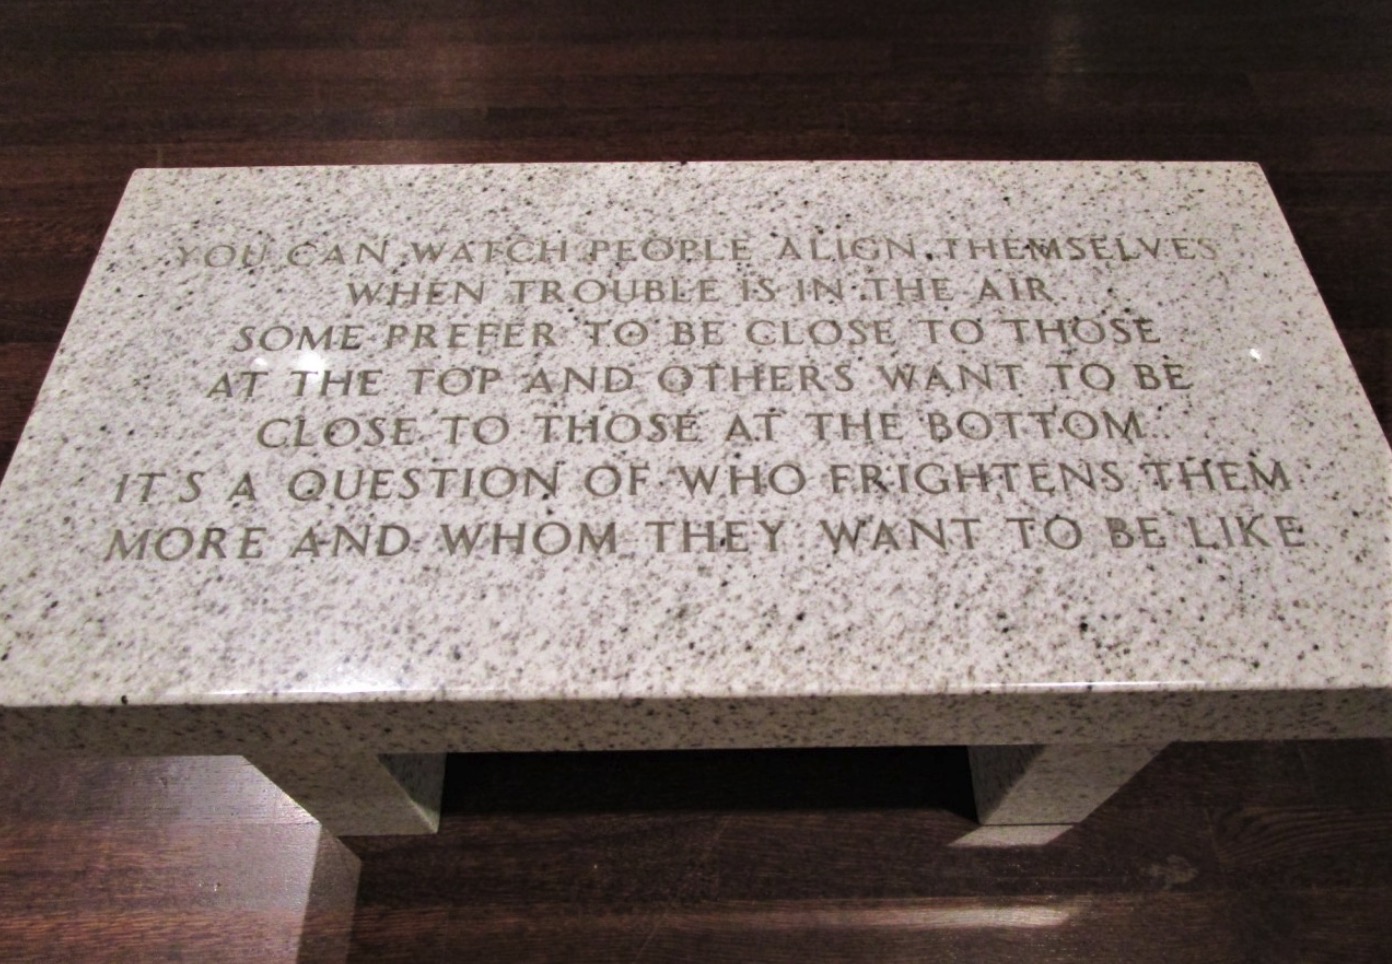 YOU CAN WATCH PEOPLE ALIGN THEMSELVES
WHEN TROUBLE IS IN THE AIR
SOME PREFER TO BE CLOSE TO THOSE
AT THE TOP AND OTHERS WANT TO BE
CLOSE TO THOSE AT THE BOTTOM
IT'S A QUESTION OF WHO FRIGHTENS THEM
MORE AND WHOM THEY WANT TO BE LIKE